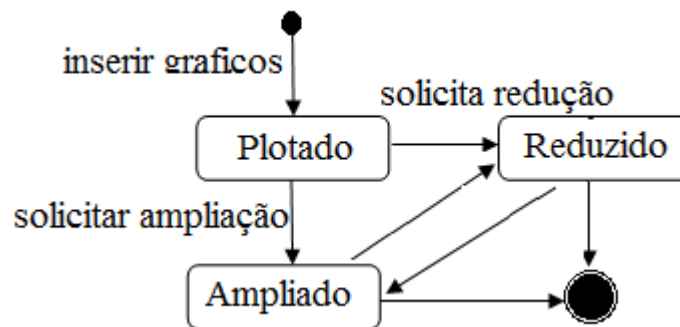 inserir graficos
solicita redução
Plotado
Reduzido
solicitar ampliação
Ampliado